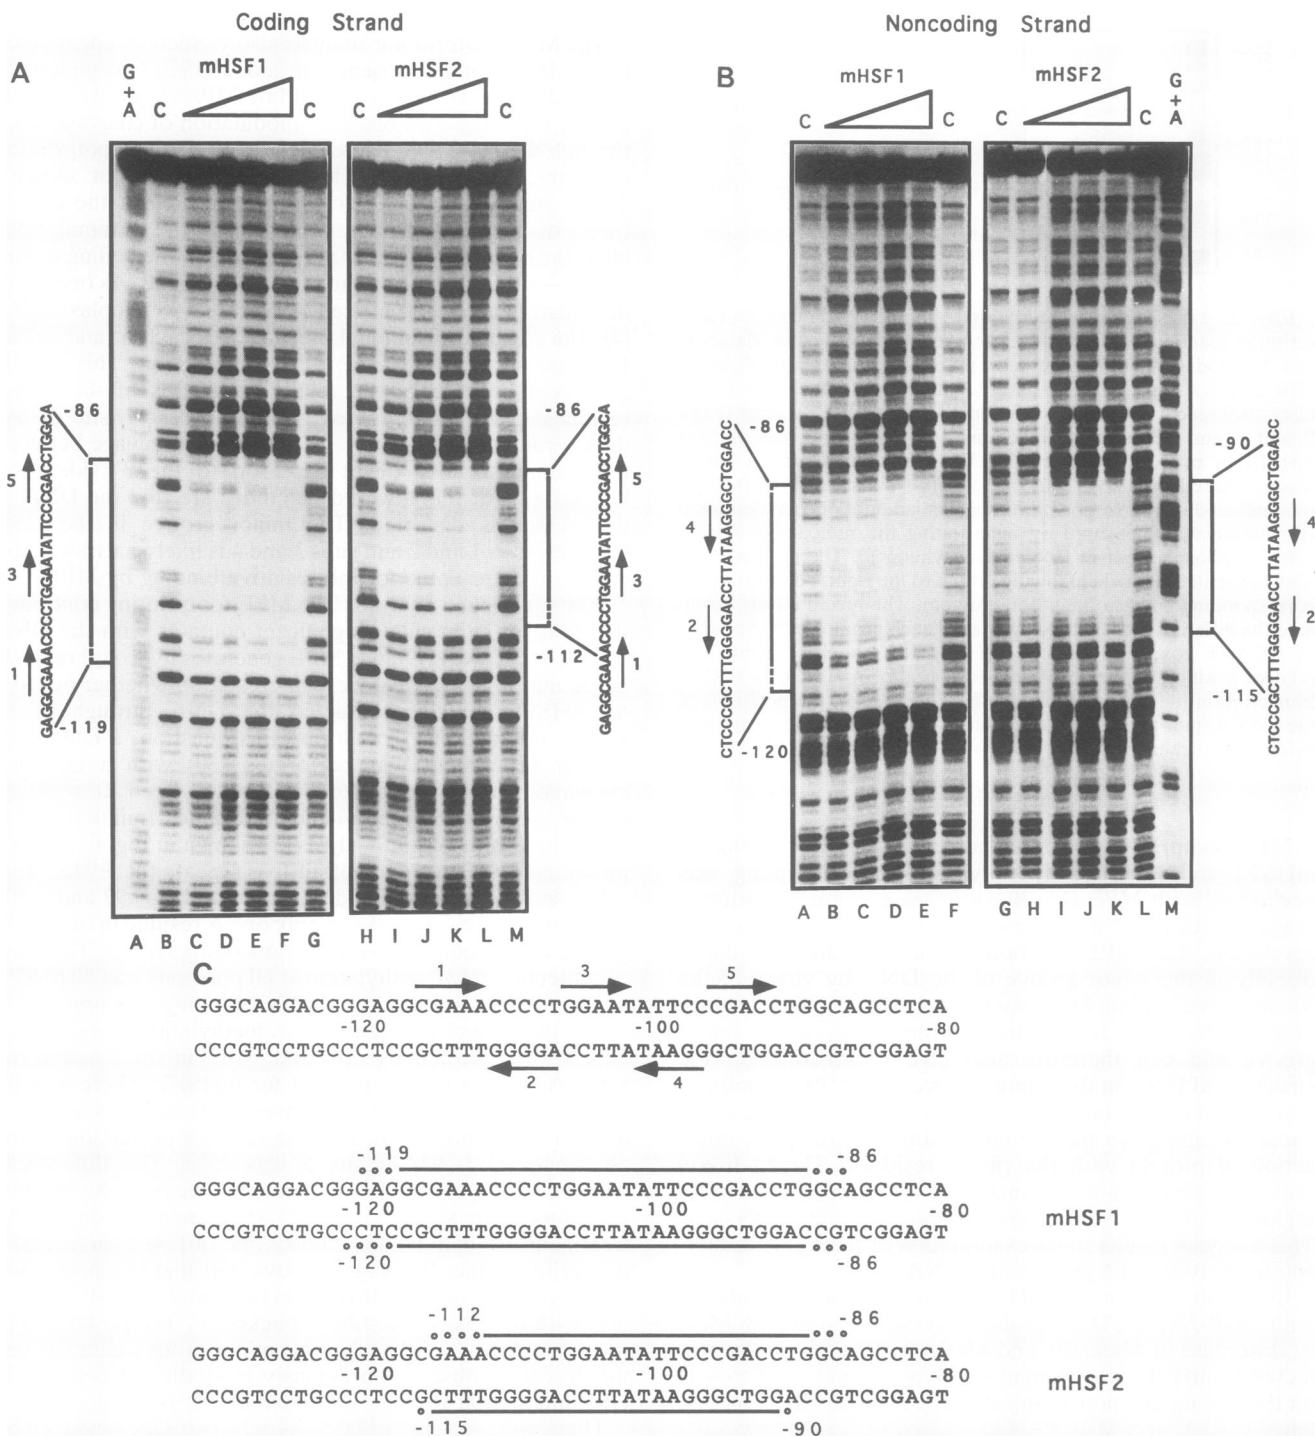 Coding Strand
Noncoding Strand
A
G
+
A
C
mHSF1
C
C
mHSF2
C
B
C
mHSF1
C
C
mHSF2
C
G
+
A
-86
5
3
1
GAGGCGAAACCCCTGGAATATTCCCGACCTGGCA
-119
-86
5
3
1
GAGGCGAAACCCCTGGAATATTCCCGACCTGGCA
-112
-86
4
2
CTCCCGCTTTGGGGACCTTATAAGGGCTGGACC
-120
-90
4
2
CTCCCGCTTTGGGGACCTTATAAGGGCTGGACC
-115
A B C D E F G
H I J K L M
A B C D E F
G H I J K L M
C
1 3 5
GGGCAGGACGGGAGGCGAAACCCCTGGAATATTCCCGACCTGGCAGCCTCA
-120 -100 -80
CCCGTCCTGCCCTCCGCTTTGGGGACCTTATAAGGGCTGGACCGTCGGAGT
2 4
-119 -86
GGGCAGGACGGGAGGCGAAACCCCTGGAATATTCCCGACCTGGCAGCCTCA
-120 -100 -80
CCCGTCCTGCCCTCCGCTTTGGGGACCTTATAAGGGCTGGACCGTCGGAGT
mHSF1
-120 -86
-112 -86
GGGCAGGACGGGAGGCGAAACCCCTGGAATATTCCCGACCTGGCAGCCTCA
-120 -100 -80
CCCGTCCTGCCCTCCGCTTTGGGGACCTTATAAGGGCTGGACCGTCGGAGT
mHSF2
-115 -90